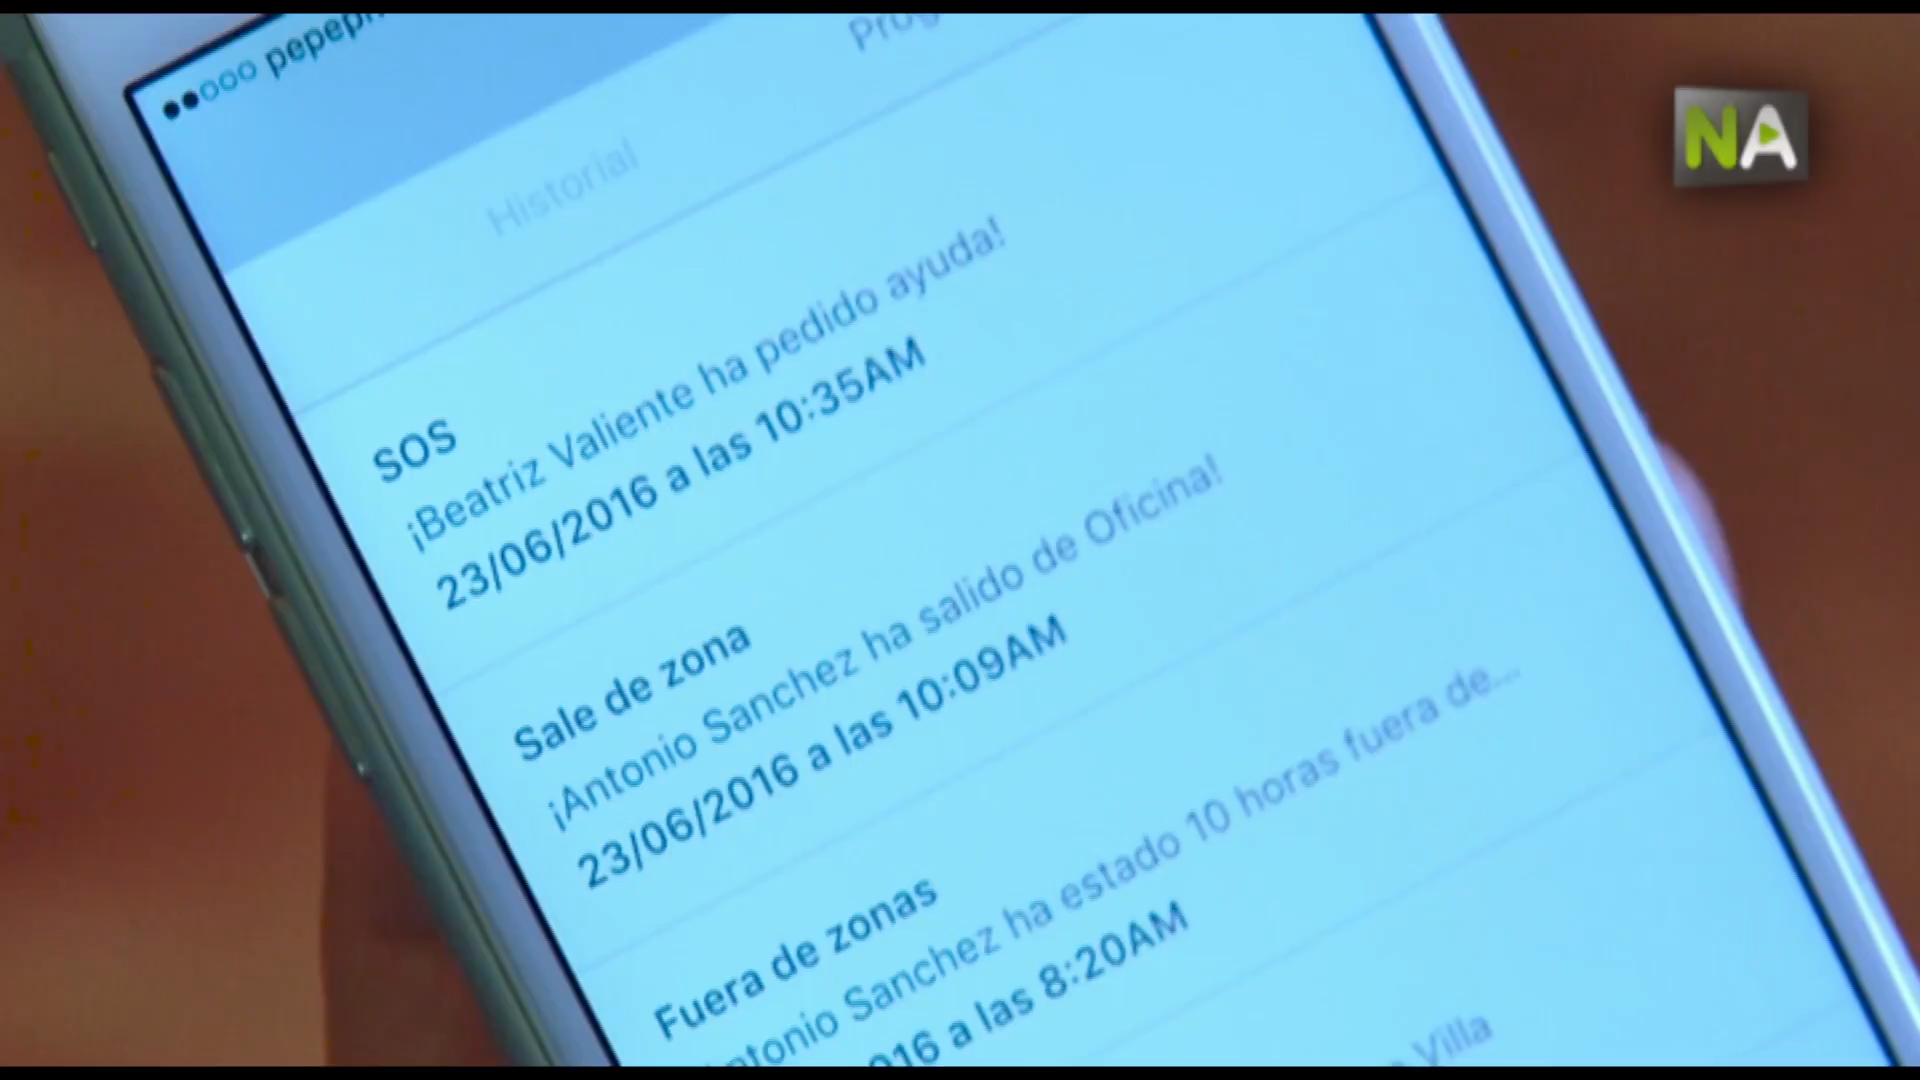 NA
Historial
SOS
¡Beatriz Valiente ha pedido ayuda!
23/06/2016 a las 10:35AM
Sale de zona
¡Antonio Sanchez ha salido de Oficina!
23/06/2016 a las 10:09AM
Fuera de zonas
Antonio Sanchez ha estado 10 horas fuera de...
a las 8:20AM
Villa